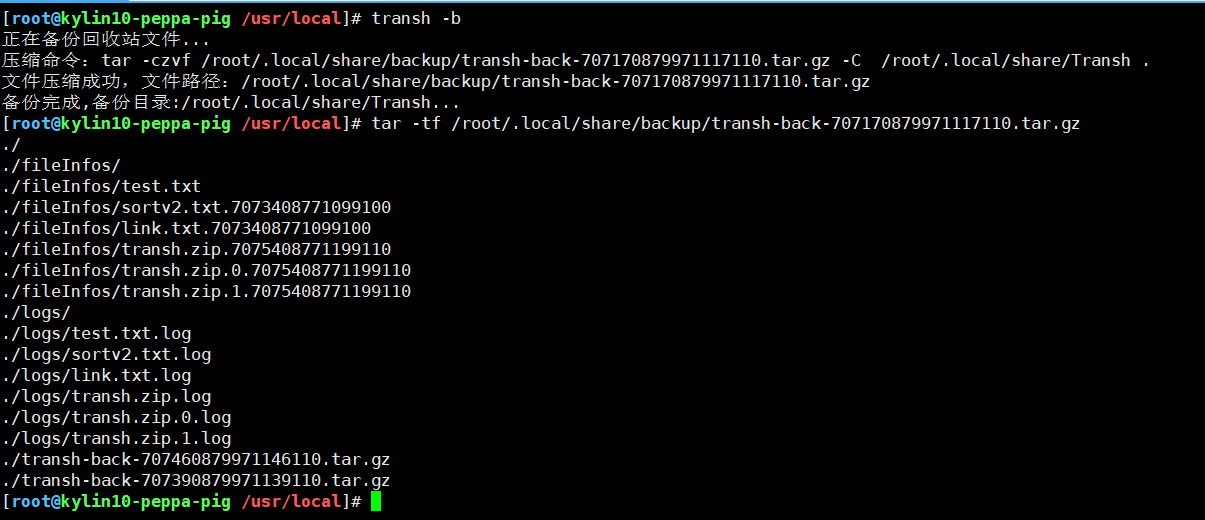 [root@kylin10-peppa-pig /usr/local]# transh -b
正在备份回收站文件...
压缩命令：tar -czvf /root/.local/share/backup/transh-back-707170879971117110.tar.gz -C  /root/.local/share/Transh .
文件压缩成功，文件路径：/root/.local/share/backup/transh-back-707170879971117110.tar.gz
备份完成,备份目录:/root/.local/share/Transh...
[root@kylin10-peppa-pig /usr/local]# tar -tf /root/.local/share/backup/transh-back-707170879971117110.tar.gz
./
./fileInfos/
./fileInfos/test.txt
./fileInfos/sortv2.txt.7073408771099100
./fileInfos/link.txt.7073408771099100
./fileInfos/transh.zip.7075408771199110
./fileInfos/transh.zip.0.7075408771199110
./fileInfos/transh.zip.1.7075408771199110
./logs/
./logs/test.txt.log
./logs/sortv2.txt.log
./logs/link.txt.log
./logs/transh.zip.log
./logs/transh.zip.0.log
./logs/transh.zip.1.log
./transh-back-707460879971146110.tar.gz
./transh-back-707390879971139110.tar.gz
[root@kylin10-peppa-pig /usr/local]#